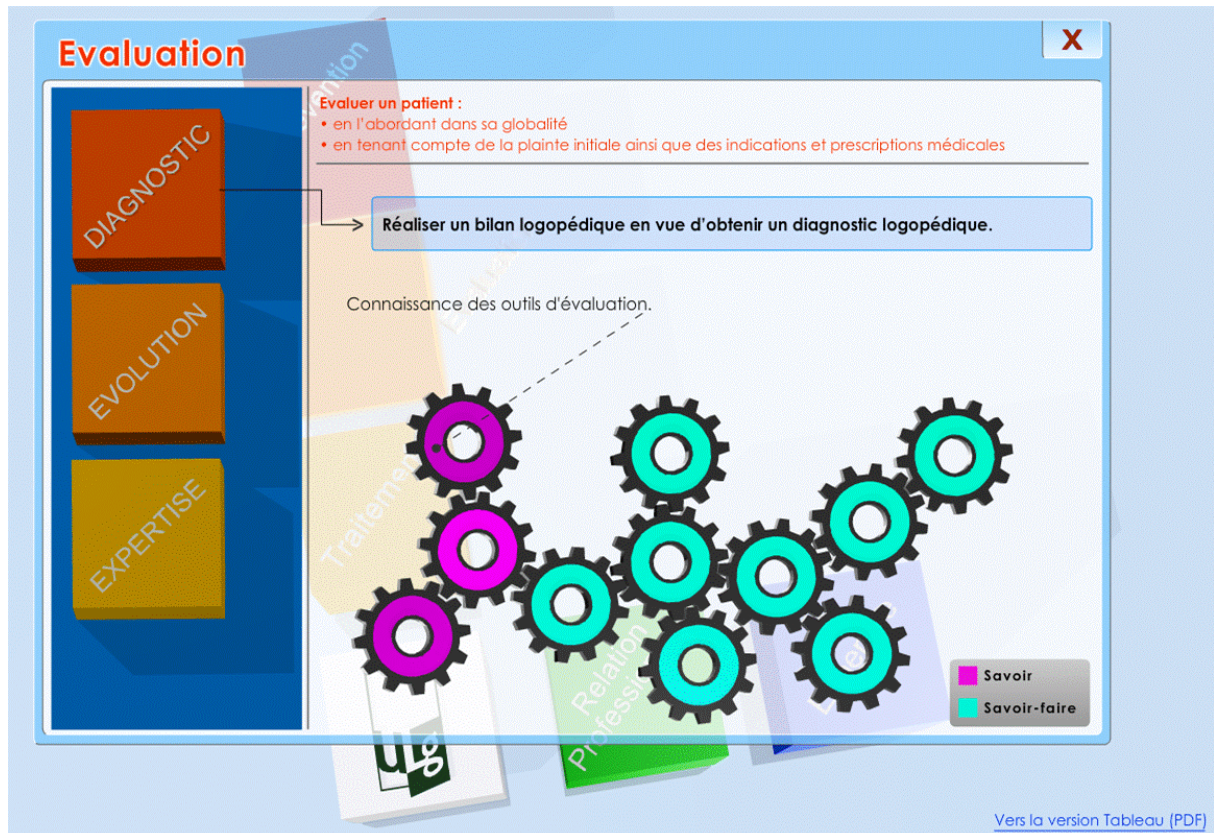 Evaluation
X
Evaluer un patient :
• en l'abordant dans sa globalité
• en tenant compte de la plainte initiale ainsi que des indications et prescriptions médicales
DIAGNOSTIC
Réaliser un bilan logopédique en vue d'obtenir un diagnostic logopédique.
Connaissance des outils d'évaluation.
EVOLUTION
EXPERTISE
Traitement
Relation
Savoir
Savoir-faire
uLg
Vers la version Tableau (PDF)